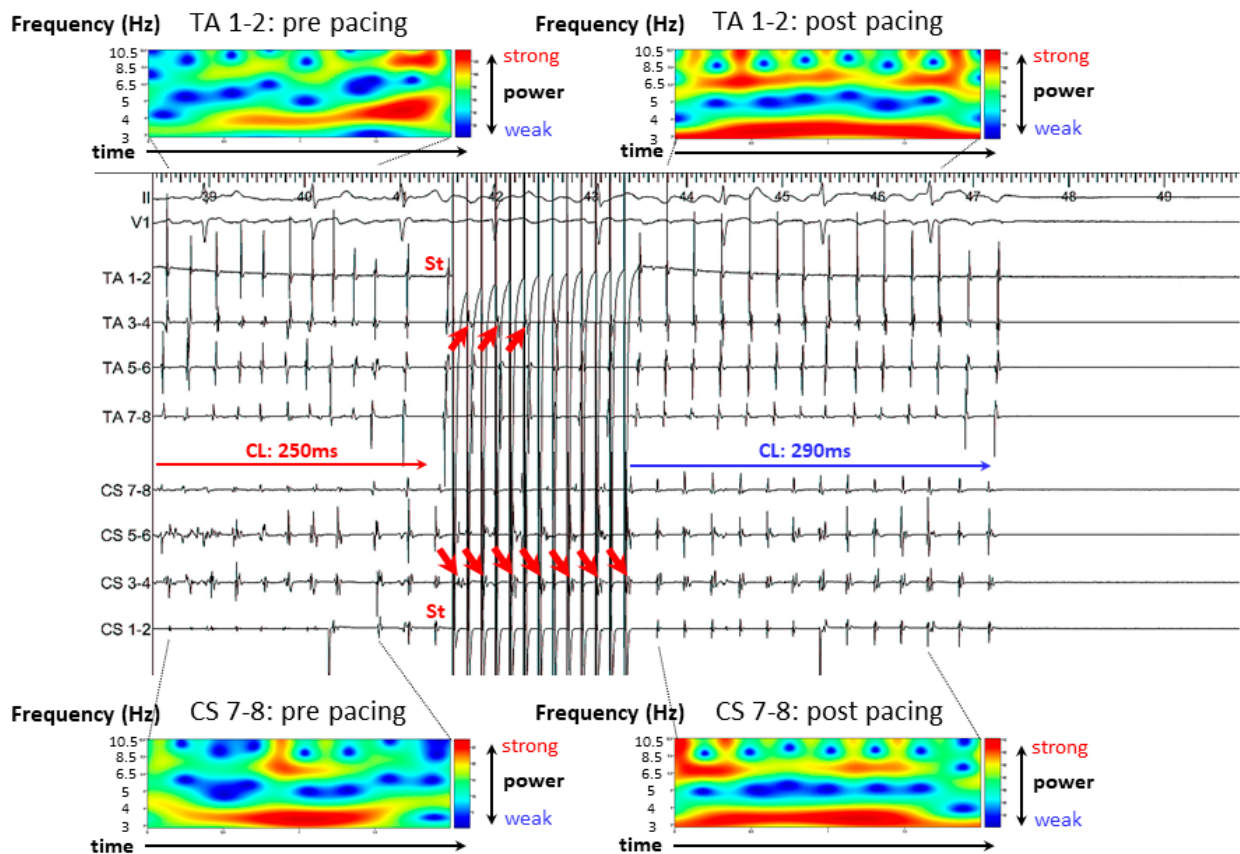 Frequency (Hz) TA 1-2: pre pacing
10.5
8.5
6.5
5
4
3
strong
power
weak
time
Frequency (Hz) TA 1-2: post pacing
10.5
8.5
6.5
5
4
3
strong
power
weak
time
39 40 41 42 43 44 45 46 47 48 49
II
V1
TA 1-2
St
TA 3-4
TA 5-6
TA 7-8
CL: 250ms CL: 290ms
CS 7-8
CS 5-6
CS 3-4
St
CS 1-2
Frequency (Hz) CS 7-8: pre pacing
10.5
8.5
6.5
5
4
3
strong
power
weak
time
Frequency (Hz) CS 7-8: post pacing
10.5
8.5
6.5
5
4
3
strong
power
weak
time